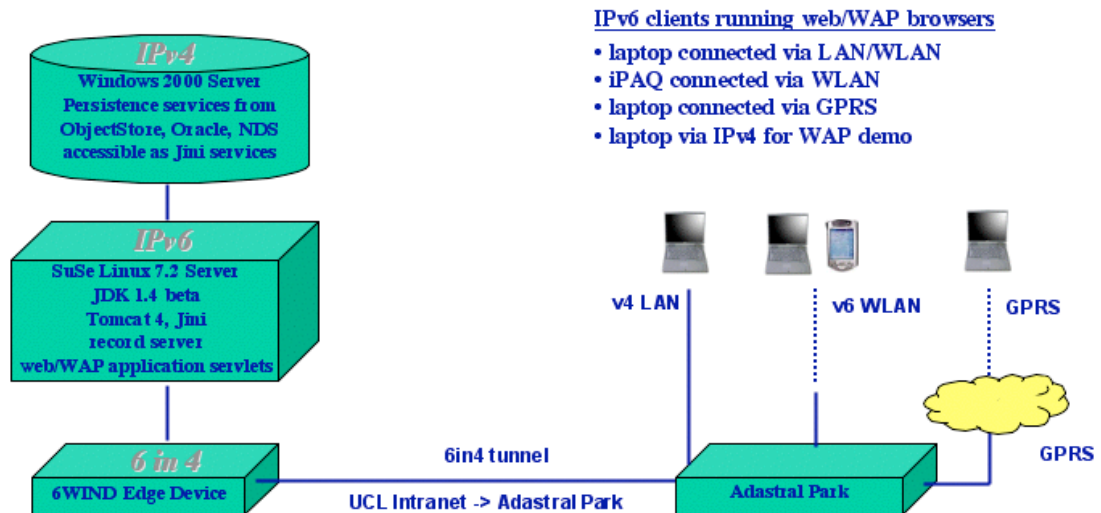 IPv6 clients running web/WAP browsers
• laptop connected via LAN/WLAN
• iPAQ connected via WLAN
• laptop connected via GPRS
• laptop via IPv4 for WAP demo
IPv4
Windows 2000 Server
Persistence services from
ObjectStore, Oracle, NDS
accessible as Jini services
IPv6
SuSe Linux 7.2 Server
JDK 1.4 beta
Tomcat 4, Jini
record server
web/WAP application servlets
v4 LAN
v6 WLAN
GPRS
GPRS
6 in 4
6WIND Edge Device
6in4 tunnel
UCL Intranet -> Adastral Park
Adastral Park